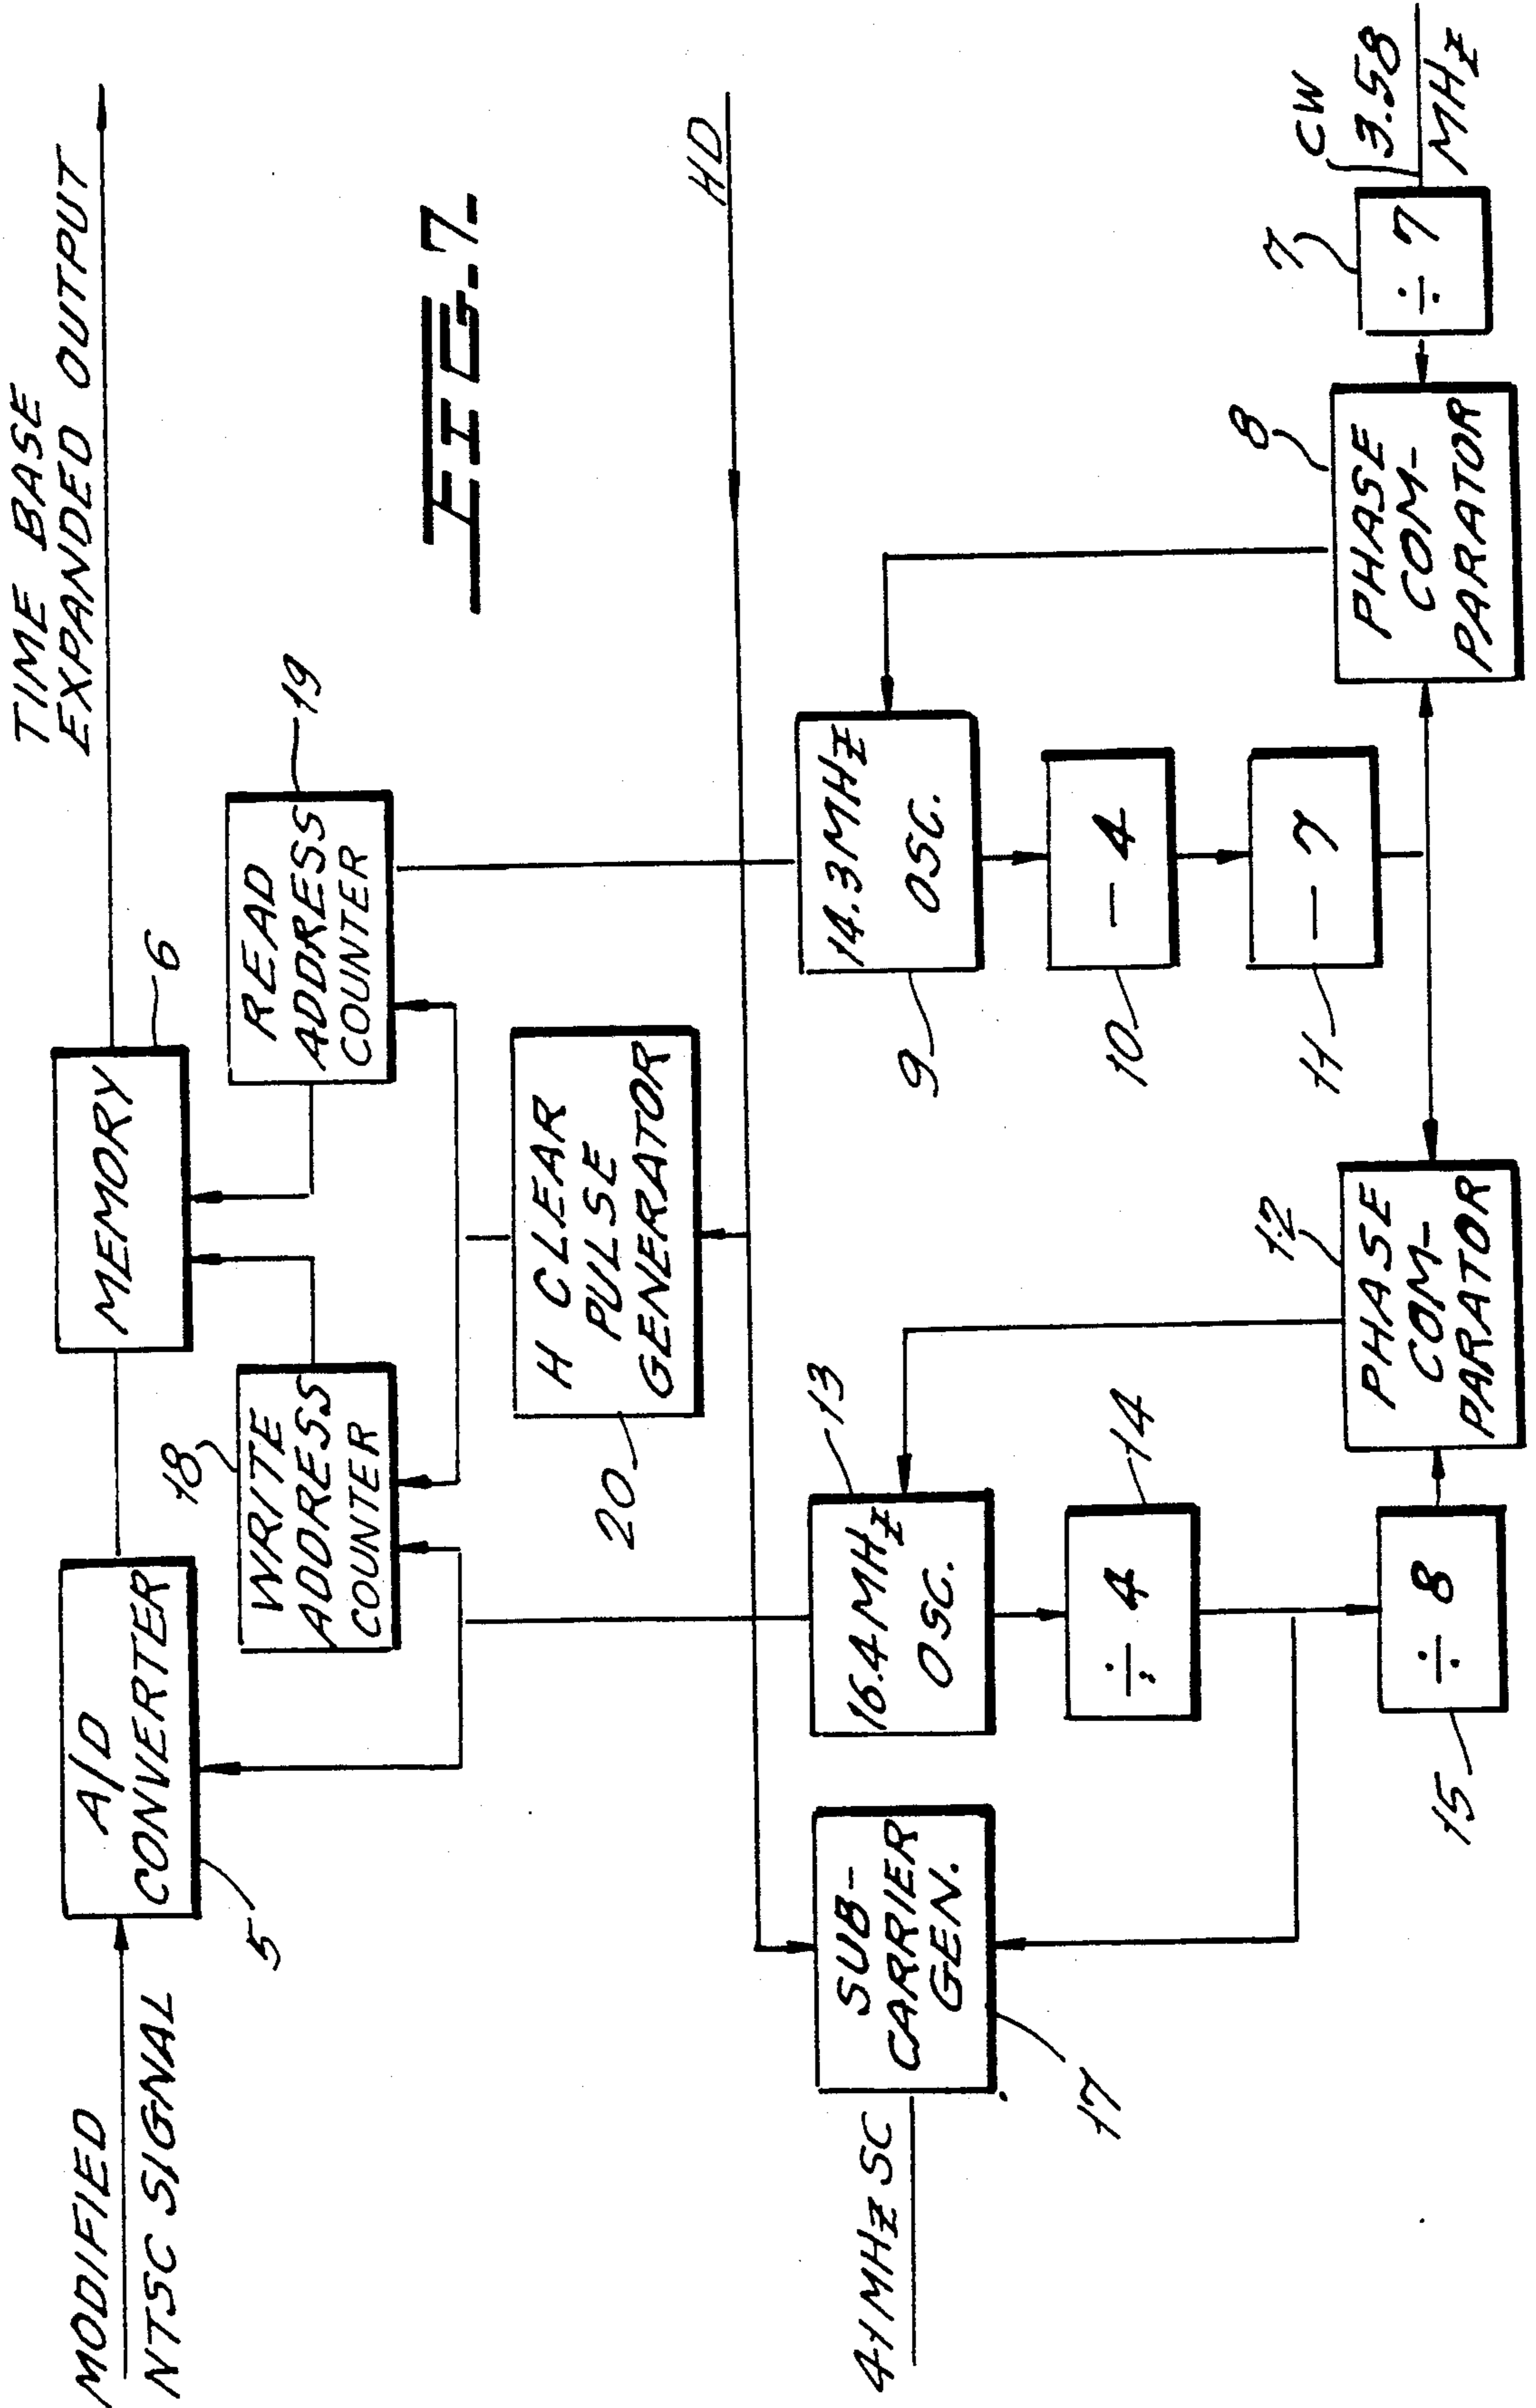 TIME BASE
EXPANDED OUTPUT
MODIFIED
NTSC SIGNAL
A/D
CONVERTER
5
MEMORY
6
18
WRITE
ADDRESS
COUNTER
READ
ADDRESS
COUNTER
19
H CLEAR
PULSE
GENERATOR
20
FIG. 7
HD
4.1MHz SC
SUB-
CARRIER
GEN.
17
16.4MHz
OSC.
13
14.3MHz
OSC.
9
÷ 4
14
- 4
10
÷ 8
15
- 7
11
PHASE
COM-
PARATOR
12
PHASE
COM-
PARATOR
8
÷ 7
7
CW
3.58
MHz